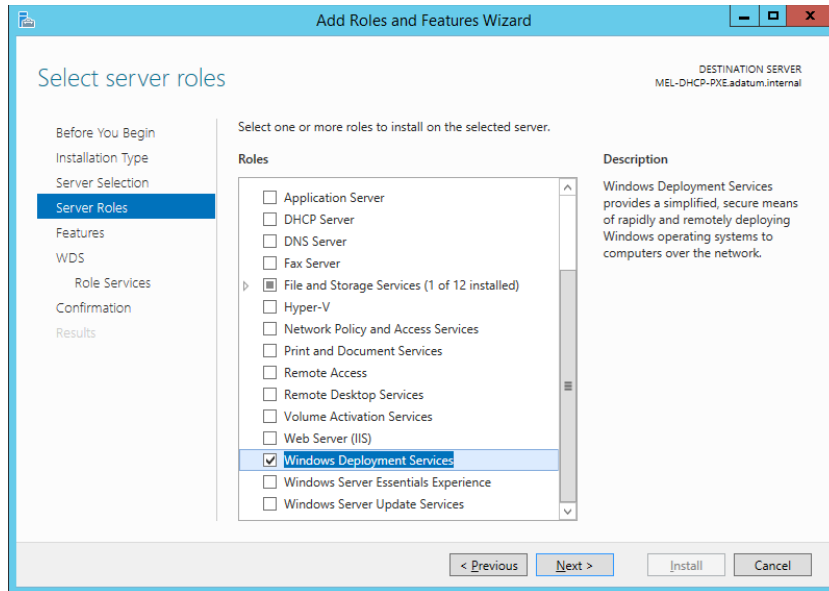 Add Roles and Features Wizard
Select server roles
DESTINATION SERVER
MEL-DHCP-PXE.adatum.internal
Before You Begin
Installation Type
Server Selection
Server Roles
Features
WDS
Role Services
Confirmation
Results
Select one or more roles to install on the selected server.
Roles
Application Server
DHCP Server
DNS Server
Fax Server
File and Storage Services (1 of 12 installed)
Hyper-V
Network Policy and Access Services
Print and Document Services
Remote Access
Remote Desktop Services
Volume Activation Services
Web Server (IIS)
Windows Deployment Services
Windows Server Essentials Experience
Windows Server Update Services
Description
Windows Deployment Services
provides a simplified, secure means
of rapidly and remotely deploying
Windows operating systems to
computers over the network.
< Previous
Next >
Install
Cancel